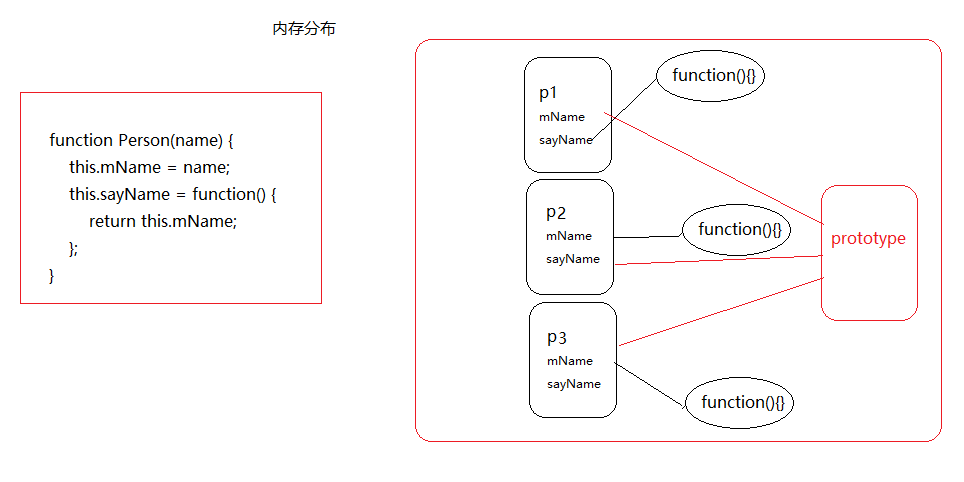 内存分布
function Person(name) {
this.mName = name;
this.sayName = function() {
return this.mName;
};
}
p1
mName
sayName
function(){}
p2
mName
sayName
function(){}
prototype
p3
mName
sayName
function(){}